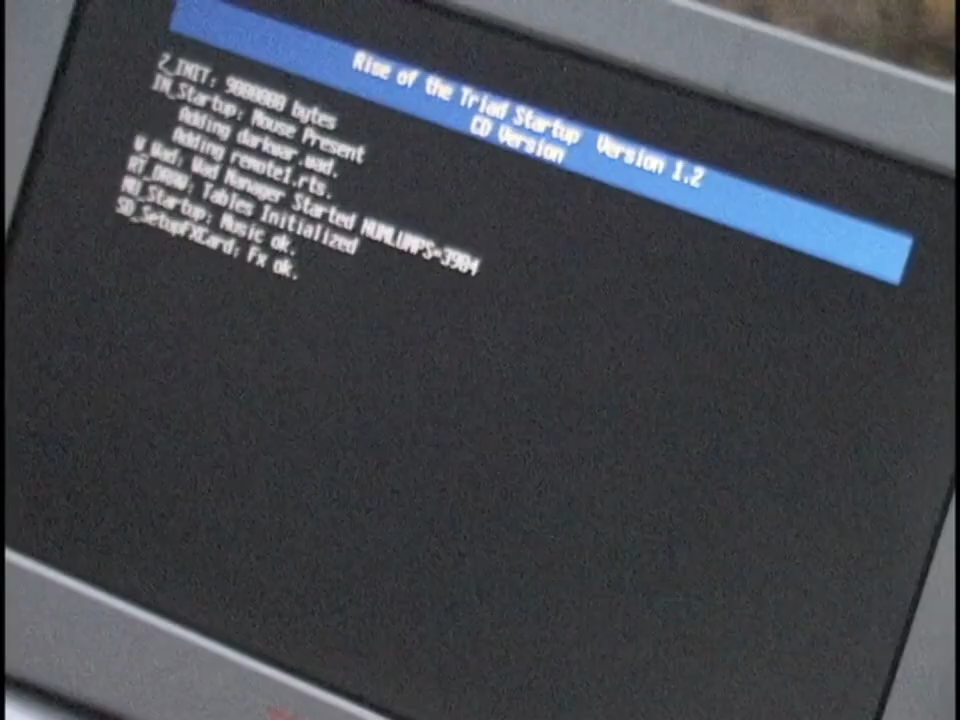 Rise of the Triad Startup  Version 1.2
CD Version
Z_INIT: 9000000 bytes
IN_Startup: Mouse Present
Adding darkwar.wad.
Adding remote1.rts.
W_Wad: Wad Manager Started NUMLUMPS=3904
RT_DRAW: Tables Initialized
MU_Startup: Music ok.
SD_SetupFXCard: Fx ok.